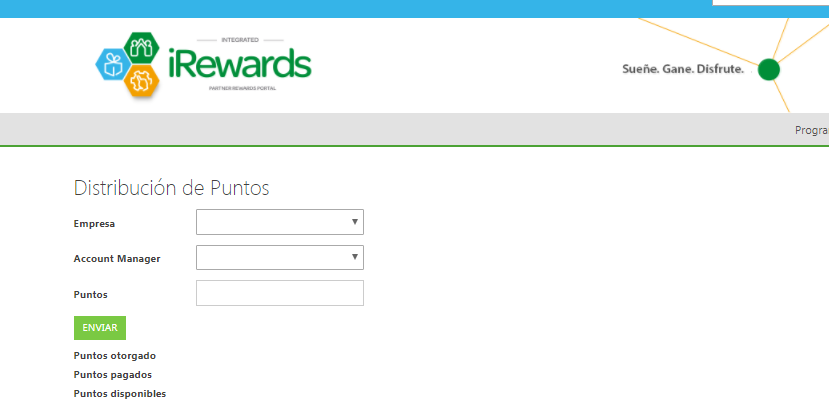 INTEGRATED
iRewards
PARTNER REWARDS PORTAL
Sueñe. Gane. Disfrute.
Progra
Distribución de Puntos
Empresa
Account Manager
Puntos
ENVIAR
Puntos otorgado
Puntos pagados
Puntos disponibles